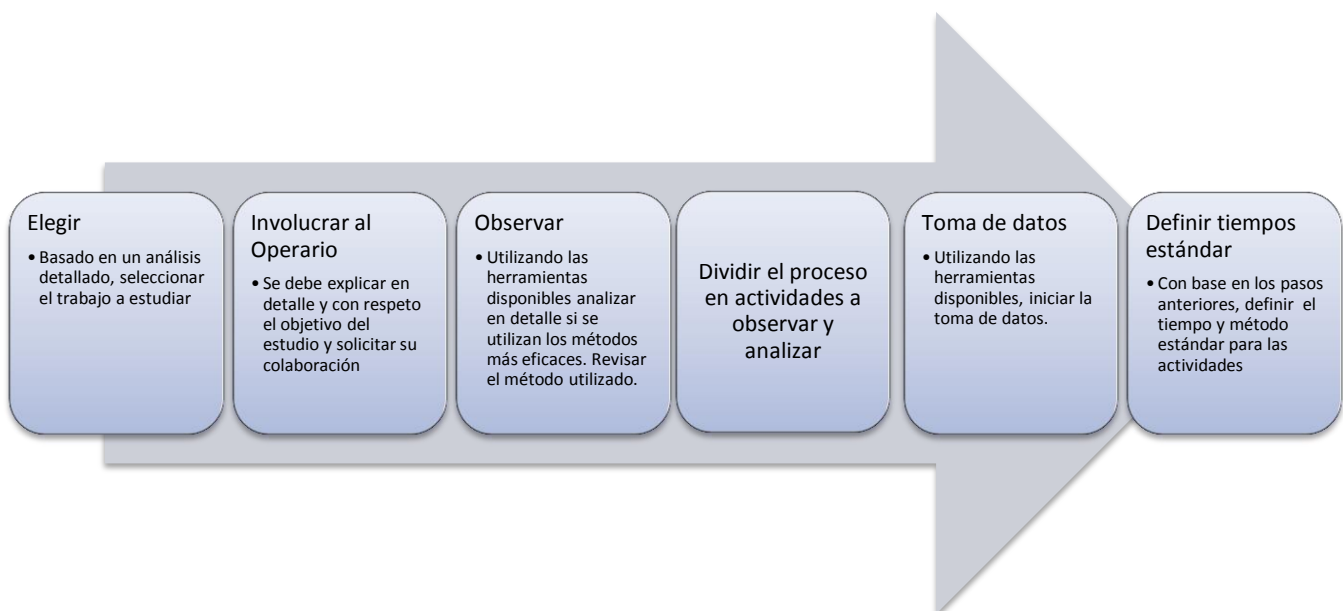 Elegir
• Basado en un análisis
detallado, seleccionar
el trabajo a estudiar
Involucrar al
Operario
• Se debe explicar en
detalle y con respeto
el objetivo del
estudio y solicitar su
colaboración
Observar
• Utilizando las
herramientas
disponibles analizar
en detalle si se
utilizan los métodos
más eficaces. Revisar
el método utilizado.
Dividir el proceso
en actividades a
observar y
analizar
Toma de datos
• Utilizando las
herramientas
disponibles, iniciar la
toma de datos.
Definir tiempos
estándar
• Con base en los pasos
anteriores, definir el
tiempo y método
estándar para las
actividades